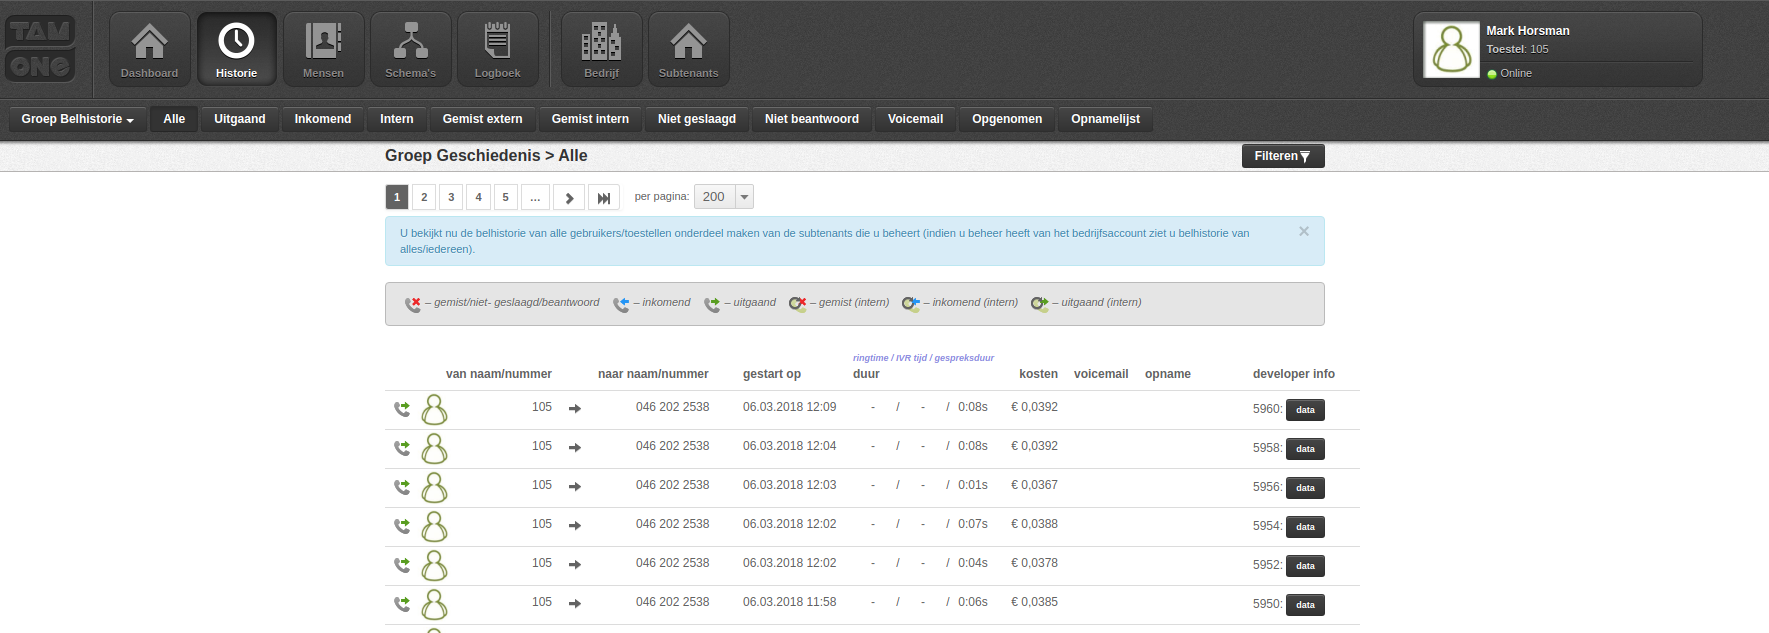 TAM
ONE
Dashboard
Historie
Mensen
Schema's
Logboek
Bedrijf
Subtenants
Mark Horsman
Toestel: 105
Online
Groep Belhistorie
Alle
Uitgaand
Inkomend
Intern
Gemist extern
Gemist intern
Niet geslaagd
Niet beantwoord
Voicemail
Opgenomen
Opnamelijst
Groep Geschiedenis > Alle
Filteren
1 2 3 4 5 ... per pagina: 200
U bekijkt nu de belhistorie van alle gebruikers/toestellen onderdeel maken van de subtenants die u beheert (indien u beheer heeft van het bedrijfsaccount ziet u belhistorie van
alles/iedereen).
×
– gemist/niet- geslaagd/beantwoord – inkomend – uitgaand – gemist (intern) – inkomend (intern) – uitgaand (intern)
ringtime / IVR tijd / gespreksduur
van naam/nummer naar naam/nummer gestart op duur kosten voicemail opname developer info
105 046 202 2538 06.03.2018 12:09 - / - / 0:08s € 0,0392 5960: data
105 046 202 2538 06.03.2018 12:04 - / - / 0:08s € 0,0392 5958: data
105 046 202 2538 06.03.2018 12:03 - / - / 0:01s € 0,0367 5956: data
105 046 202 2538 06.03.2018 12:02 - / - / 0:07s € 0,0388 5954: data
105 046 202 2538 06.03.2018 12:02 - / - / 0:04s € 0,0378 5952: data
105 046 202 2538 06.03.2018 11:58 - / - / 0:06s € 0,0385 5950: data